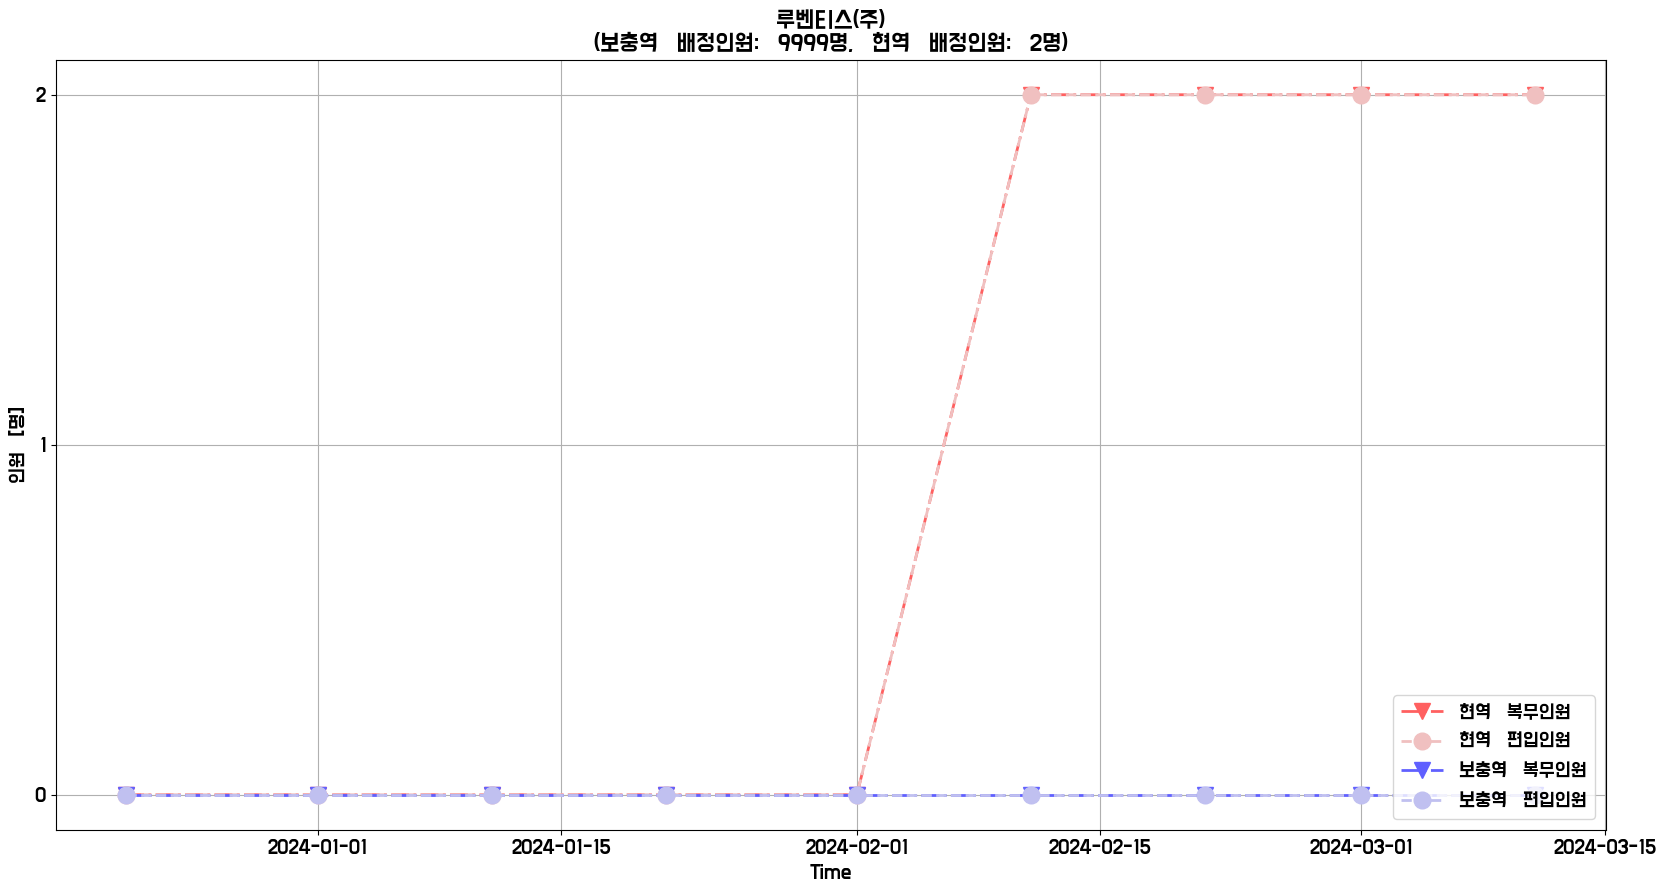 루벤티스(주)
(보충역 배정인원: 9999명, 현역 배정인원: 2명)
2
1
0
인원 [명]
현역 복무인원
현역 편입인원
보충역 복무인원
보충역 편입인원
2024-01-01 2024-01-15 2024-02-01 2024-02-15 2024-03-01 2024-03-15
Time